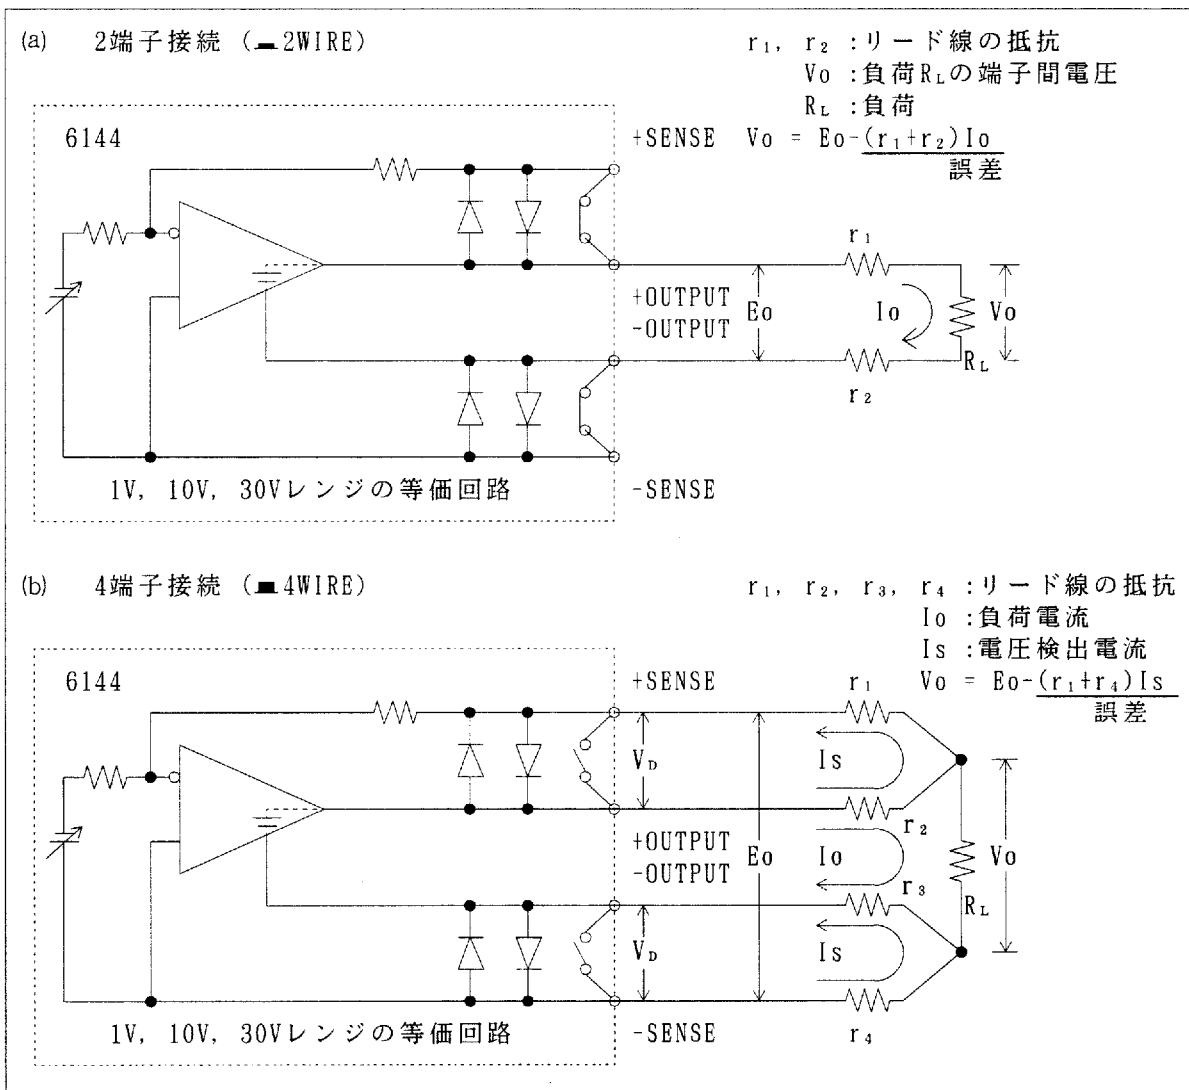 (a) 2端子接続 (▬2WIRE)
r₁, r₂ :リード線の抵抗
Vo :負荷RLの端子間電圧
RL :負荷
6144
+SENSE Vo = Eo-(r₁+r₂)Io
誤差
r₁
+OUTPUT
-OUTPUT
Eo
Io
Vo
RL
r₂
1V, 10V, 30Vレンジの等価回路
-SENSE
(b) 4端子接続 (▬4WIRE)
r₁, r₂, r₃, r₄ :リード線の抵抗
Io :負荷電流
Is :電圧検出電流
6144
+SENSE
r₁
Vo = Eo-(r₁+r₄)Is
誤差
VD
Is
r₂
+OUTPUT
-OUTPUT
Eo
Io
Vo
r₃
RL
VD
Is
1V, 10V, 30Vレンジの等価回路
-SENSE
r₄